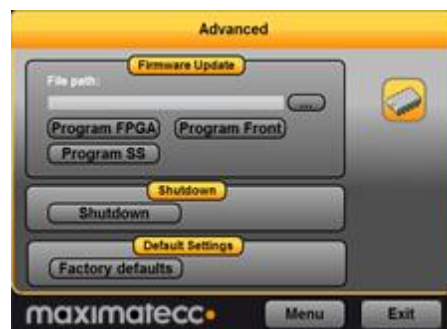 Advanced
Firmware Update
File path:
...
Program FPGA Program Front
Program SS
Shutdown
Shutdown
Default Settings
Factory defaults
maximatecc
Menu Exit